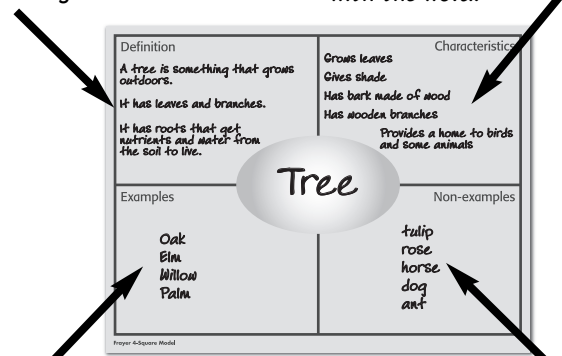 Definition
A tree is something that grows
outdoors.
It has leaves and branches.
It has roots that get
nutrients and water from
the soil to live.
Characteristics
Grows leaves
Gives shade
Has bark made of wood
Has wooden branches
Provides a home to birds
and some animals
Tree
Examples
Oak
Elm
Willow
Palm
Non-examples
tulip
rose
horse
dog
ant
Frayer 4-Square Model